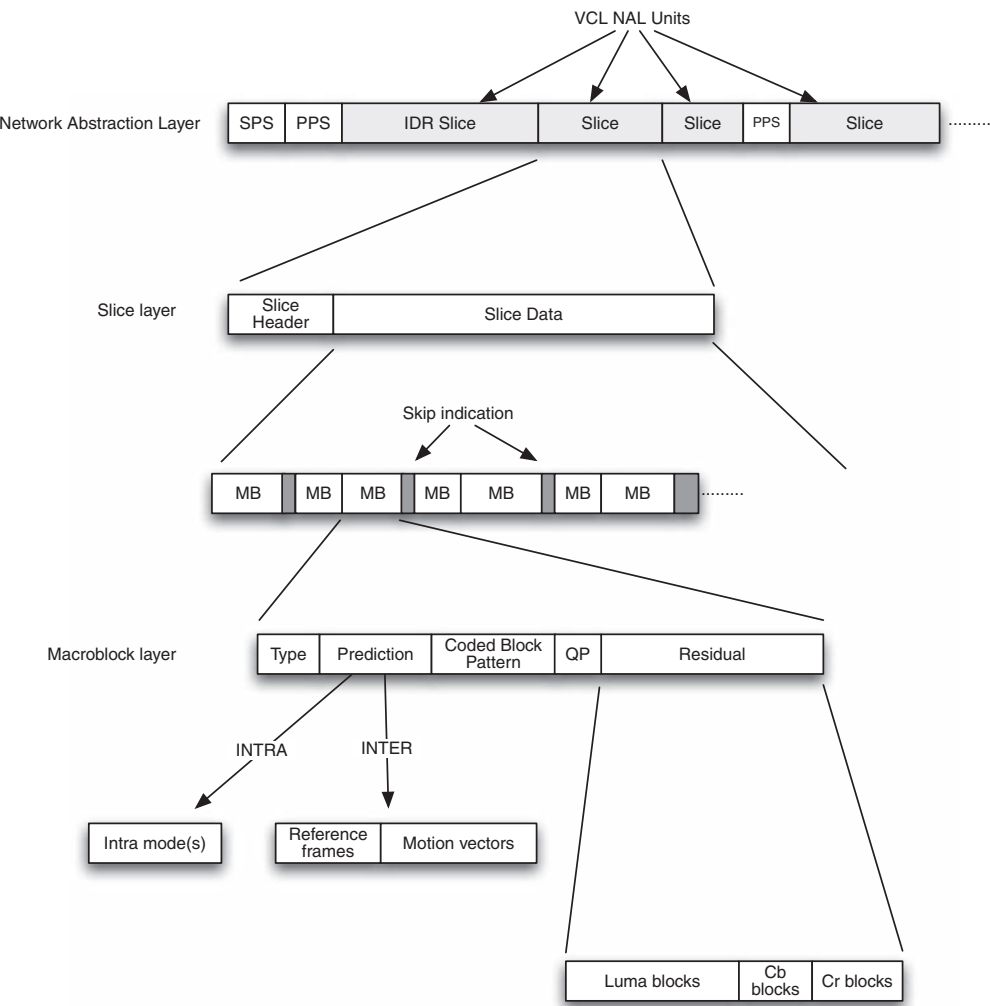 VCL NAL Units
Network Abstraction Layer
SPS
PPS
IDR Slice
Slice
Slice
PPS
Slice
.........
Slice layer
Slice
Header
Slice Data
Skip indication
MB
MB
MB
MB
MB
MB
MB
.........
Macroblock layer
Type
Prediction
Coded Block
Pattern
QP
Residual
INTRA
INTER
Intra mode(s)
Reference
frames
Motion vectors
Luma blocks
Cb
blocks
Cr blocks